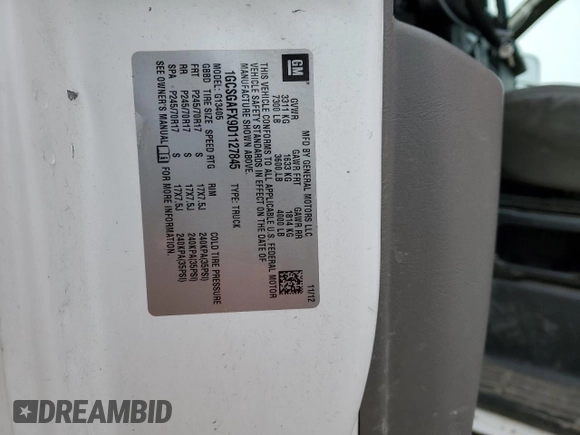 GM
MFD BY GENERAL MOTORS LLC 11/12
GVWR GAWR FRT GAWR RR
3311 KG 1633 KG 1814 KG
7300 LB 3600 LB 4000 LB
THIS VEHICLE CONFORMS TO ALL APPLICABLE U.S. FEDERAL MOTOR
VEHICLE SAFETY STANDARDS IN EFFECT ON THE DATE OF
MANUFACTURE SHOWN ABOVE.
1GCSGAFX9D1127845 TYPE: TRUCK
MODEL: G13405
GBBD TIRE SIZE SPEED RTG RIM COLD TIRE PRESSURE
FRT P245/70R17 S 17X7.5J 240KPA(35PSI)
RR P245/70R17 S 17X7.5J 240KPA(35PSI)
SPA P245/70R17 S 17X7.5J 240KPA(35PSI)
SEE OWNER'S MANUAL FOR MORE INFORMATION.
DREAMBID